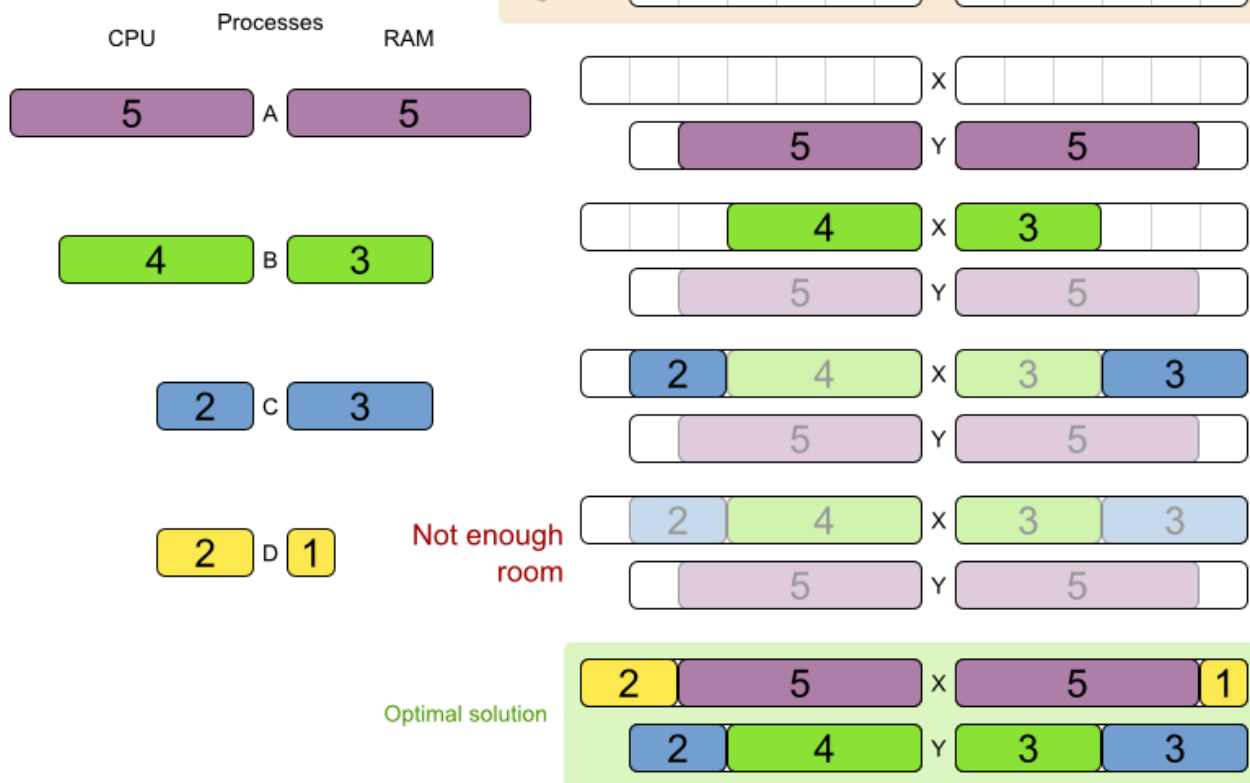 Processes
CPU RAM
5 A 5
X
5 Y 5
4 B 3
4 X 3
5 Y 5
2 C 3
2 4 X 3 3
5 Y 5
2 D 1
Not enough
room
2 4 X 3 3
5 Y 5
Optimal solution
2 5 X 5 1
2 4 Y 3 3